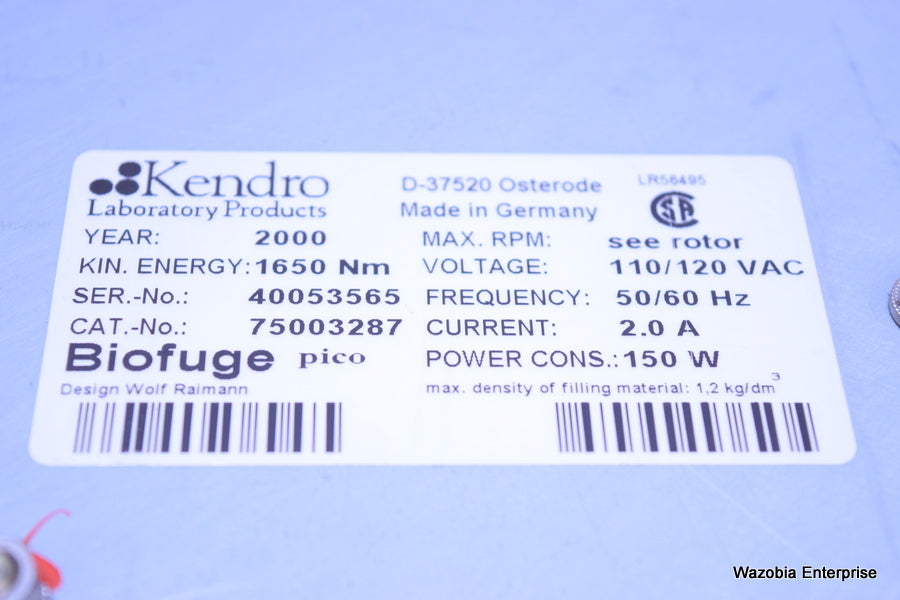 Kendro
Laboratory Products
D-37520 Osterode
Made in Germany
LR56495
CSA
YEAR: 2000
MAX. RPM: see rotor
KIN. ENERGY: 1650 Nm
VOLTAGE: 110/120 VAC
SER.-No.: 40053565
FREQUENCY: 50/60 Hz
CAT.-No.: 75003287
CURRENT: 2.0 A
Biofuge pico
POWER CONS.: 150 W
Design Wolf Raimann
max. density of filling material: 1,2 kg/dm³
Wazobia Enterprise